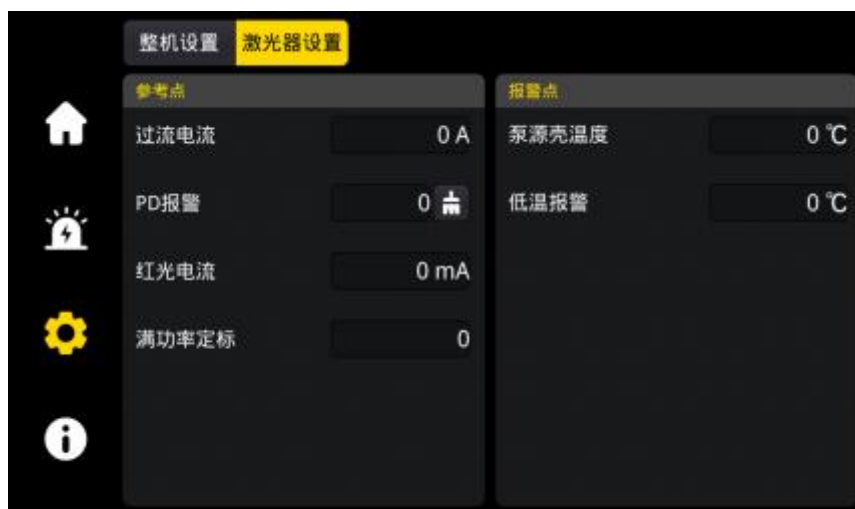 整机设置 激光器设置
参考点
过流电流 0 A
PD报警 0
红光电流 0 mA
满功率定标 0
报警点
泵源壳温度 0 ℃
低温报警 0 ℃